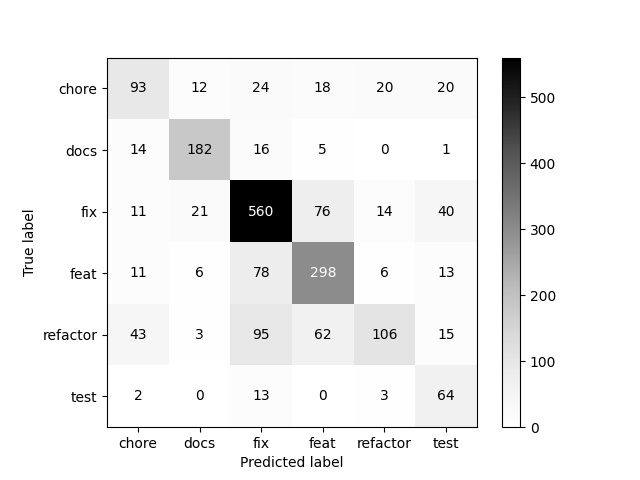 chore 93 12 24 18 20 20
docs 14 182 16 5 0 1
fix 11 21 560 76 14 40
feat 11 6 78 298 6 13
refactor 43 3 95 62 106 15
test 2 0 13 0 3 64
chore docs fix feat refactor test
Predicted label
True label
500
400
300
200
100
0